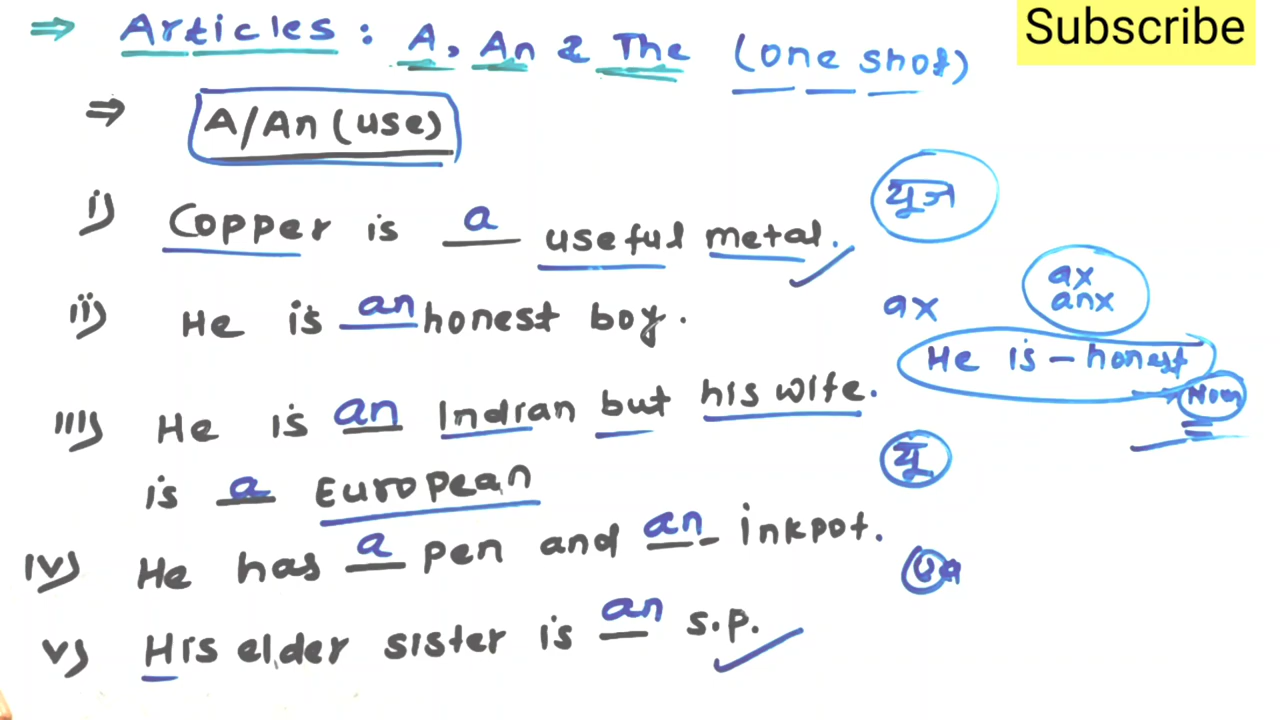 Subscribe
⇒ Articles : A, An & The (one shot)
⇒ A/An (use)
i) Copper is a useful metal.
यूज
ii) He is an honest boy.
ax
ax
anx
He is – honest
Noun
iii) He is an Indian but his wife.
is a European
यू
iv) He has a pen and an inkpot.
v) His elder sister is an s.p.